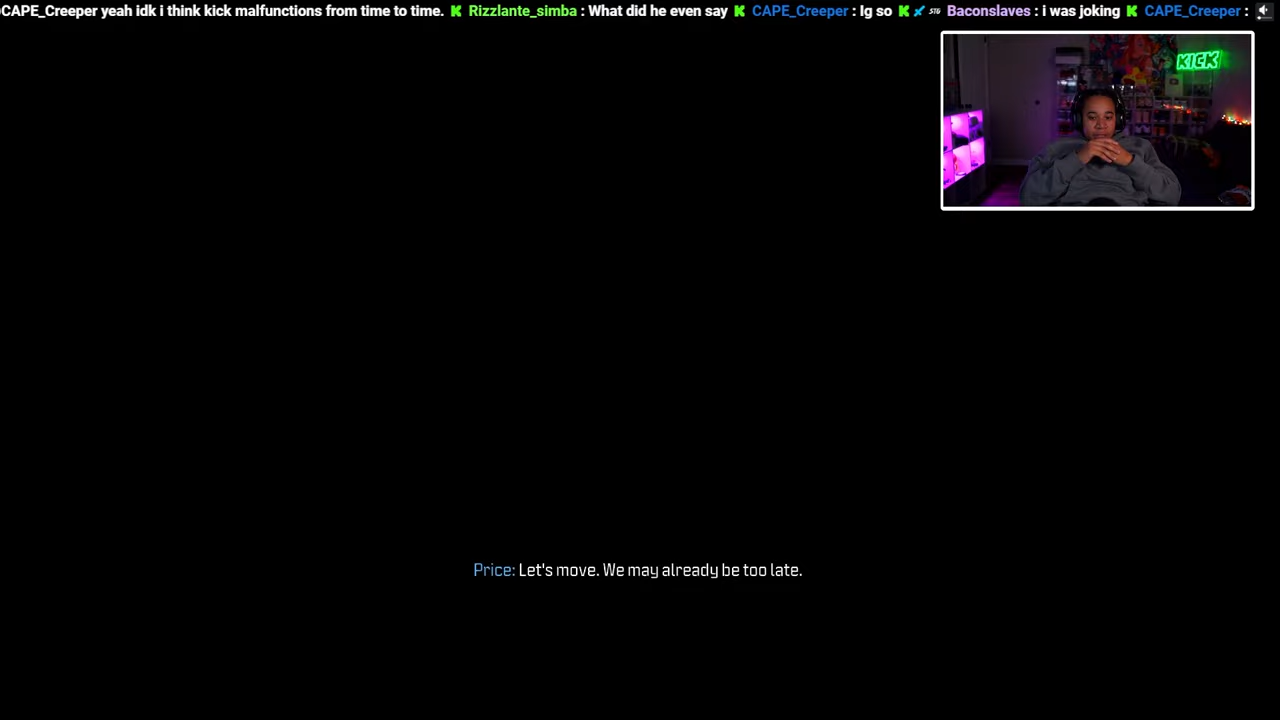 CAPE_Creeper yeah idk i think kick malfunctions from time to time. K Rizzlante_simba : What did he even say K CAPE_Creeper : Ig so K STG Baconslaves : i was joking K CAPE_Creeper :
KICK
Price: Let's move. We may already be too late.